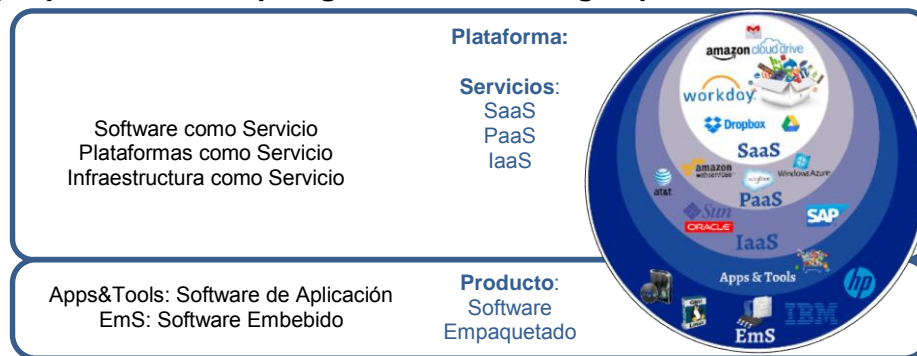 Plataforma:
Servicios:
SaaS
PaaS
IaaS
Software como Servicio
Plataformas como Servicio
Infraestructura como Servicio
amazon cloud drive
workday
Dropbox
SaaS
at&t
amazon
Windows Azure
PaaS
Sun
ORACLE
SAP
IaaS
Apps & Tools
hp
IBM
EmS
Apps&Tools: Software de Aplicación
EmS: Software Embebido
Producto:
Software
Empaquetado